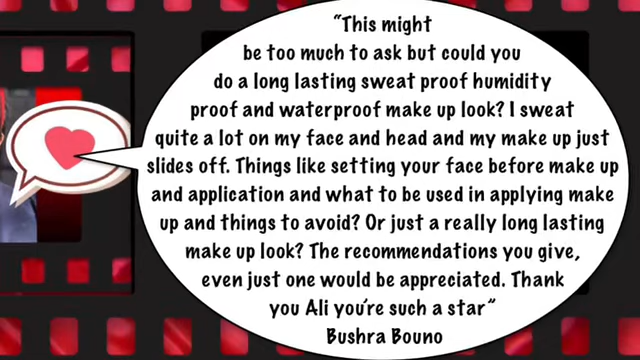 “This might
be too much to ask but could you
do a long lasting sweat proof humidity
proof and waterproof make up look? I sweat
quite a lot on my face and head and my make up just
slides off. Things like setting your face before make up
and application and what to be used in applying make
up and things to avoid? Or just a really long lasting
make up look? The recommendations you give,
even just one would be appreciated. Thank
you Ali you’re such a star”
Bushra Bouno